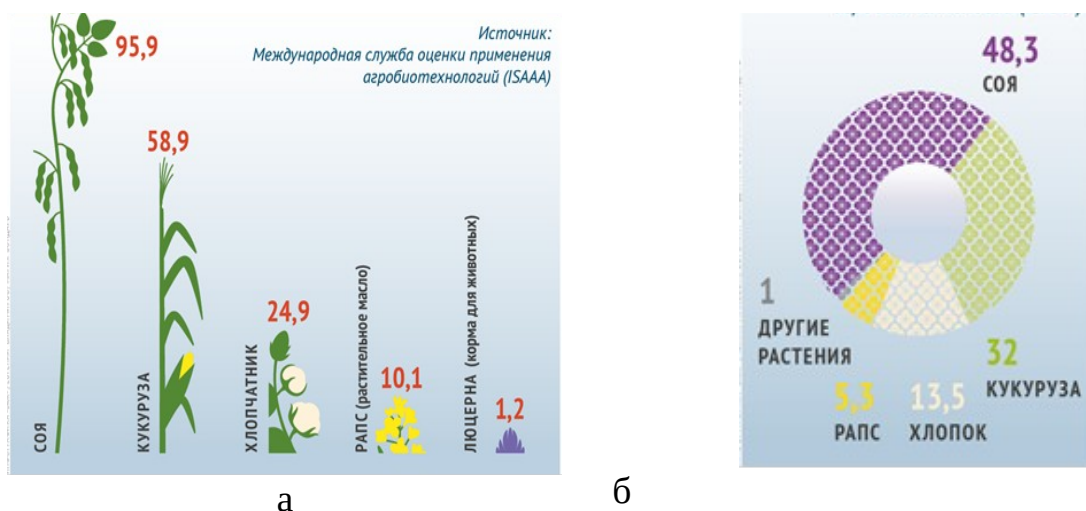 Источник:
Международная служба оценки применения
агробиотехнологий (ISAAA)
95,9
СОЯ
58,9
КУКУРУЗА
24,9
ХЛОПЧАТНИК
10,1
РАПС (растительное масло)
1,2
ЛЮЦЕРНА (корма для животных)
а
48,3
СОЯ
32
КУКУРУЗА
13,5
ХЛОПОК
5,3
РАПС
1
ДРУГИЕ
РАСТЕНИЯ
б